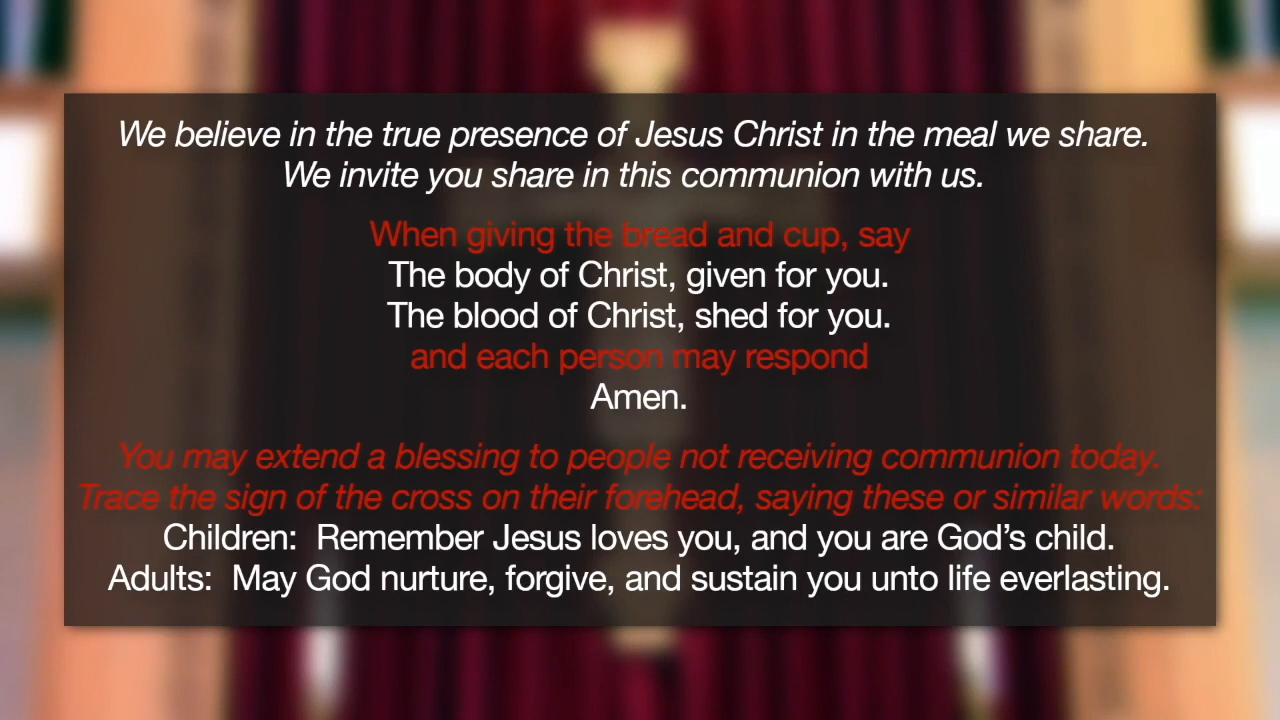 We believe in the true presence of Jesus Christ in the meal we share.
We invite you share in this communion with us.
When giving the bread and cup, say
The body of Christ, given for you.
The blood of Christ, shed for you.
and each person may respond
Amen.
You may extend a blessing to people not receiving communion today.
Trace the sign of the cross on their forehead, saying these or similar words:
Children:  Remember Jesus loves you, and you are God’s child.
Adults:  May God nurture, forgive, and sustain you unto life everlasting.